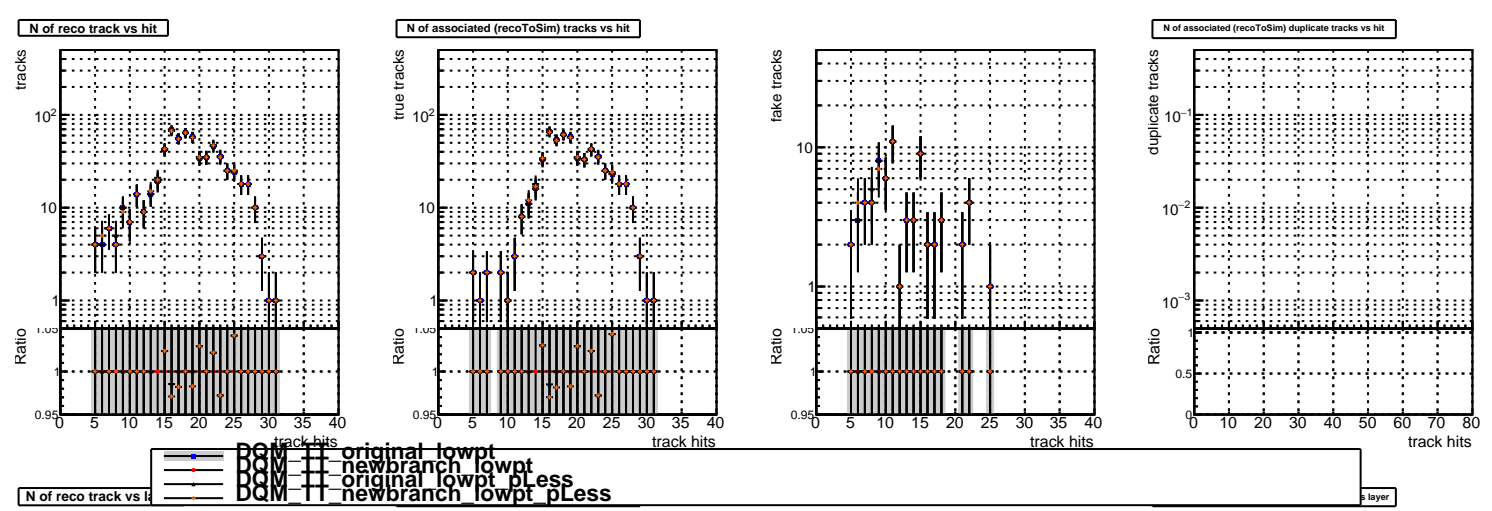 N of reco track vs hit
N of associated (recoToSim) tracks vs hit
N of associated (recoToSim) duplicate tracks vs hit
tracks
10²
10
1
Ratio
1.05
1
0.95
0 5 10 15 20 25 30 35 40
track hits
true tracks
10²
10
1
Ratio
1.05
1
0.95
0 5 10 15 20 25 30 35 40
track hits
fake tracks
10
1
Ratio
1.05
1
0.95
0 5 10 15 20 25 30 35 40
track hits
duplicate tracks
10⁻¹
10⁻²
10⁻³
Ratio
1
0.5
0
0 10 20 30 40 50 60 70 80
track hits
DQM_TT_original_lowpt
DQM_TT_newbranch_lowpt
DQM_TT_original_lowpt_pLess
DQM_TT_newbranch_lowpt_pLess
N of reco track vs la
s layer